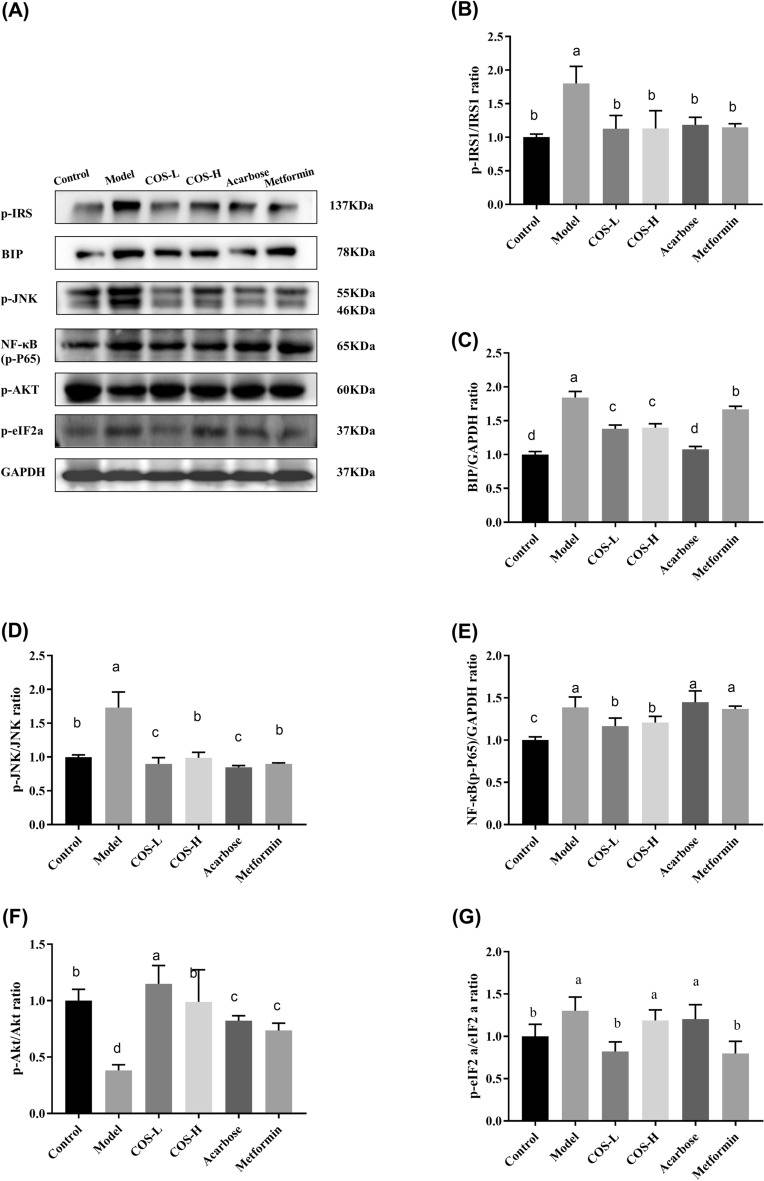 (A)
Control Model COS-L COS-H Acarbose Metformin
p-IRS 137KDa
BIP 78KDa
p-JNK 55KDa
46KDa
NF-κB
(p-P65) 65KDa
p-AKT 60KDa
p-eIF2a 37KDa
GAPDH 37KDa
(B)
p-IRS1/IRS1 ratio
2.5
2.0
1.5
1.0
0.5
0.0
b a b b b b
Control Model COS-L COS-H Acarbose Metformin
(C)
BIP/GAPDH ratio
2.5
2.0
1.5
1.0
0.5
0.0
d a c c d b
Control Model COS-L COS-H Acarbose Metformin
(D)
p-JNK/JNK ratio
2.5
2.0
1.5
1.0
0.5
0.0
b a c b c b
Control Model COS-L COS-H Acarbose Metformin
(E)
NF-κB(p-P65)/GAPDH ratio
2.0
1.5
1.0
0.5
0.0
c a b b a a
Control Model COS-L COS-H Acarbose Metformin
(F)
p-Akt/Akt ratio
1.5
1.0
0.5
0.0
b d a b c c
Control Model COS-L COS-H Acarbose Metformin
(G)
p-eIF2 a/eIF2 a ratio
2.0
1.5
1.0
0.5
0.0
b a b a a b
Control Model COS-L COS-H Acarbose Metformin